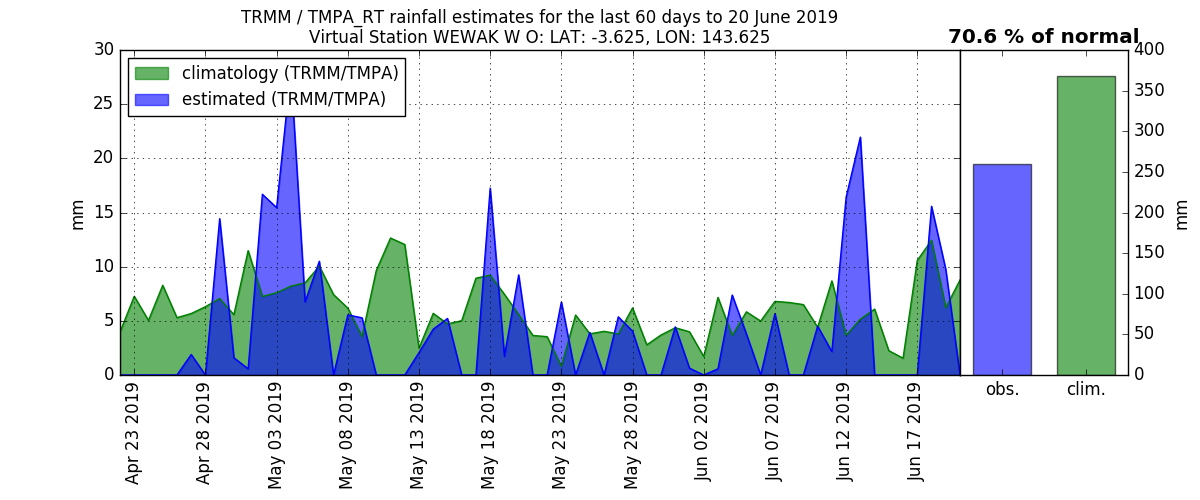 TRMM / TMPA_RT rainfall estimates for the last 60 days to 20 June 2019
Virtual Station WEWAK W O: LAT: -3.625, LON: 143.625
70.6 % of normal
climatology (TRMM/TMPA)
estimated (TRMM/TMPA)
30
25
20
15
10
5
0
mm
400
350
300
250
200
150
100
50
0
mm
Apr 23 2019
Apr 28 2019
May 03 2019
May 08 2019
May 13 2019
May 18 2019
May 23 2019
May 28 2019
Jun 02 2019
Jun 07 2019
Jun 12 2019
Jun 17 2019
obs.
clim.